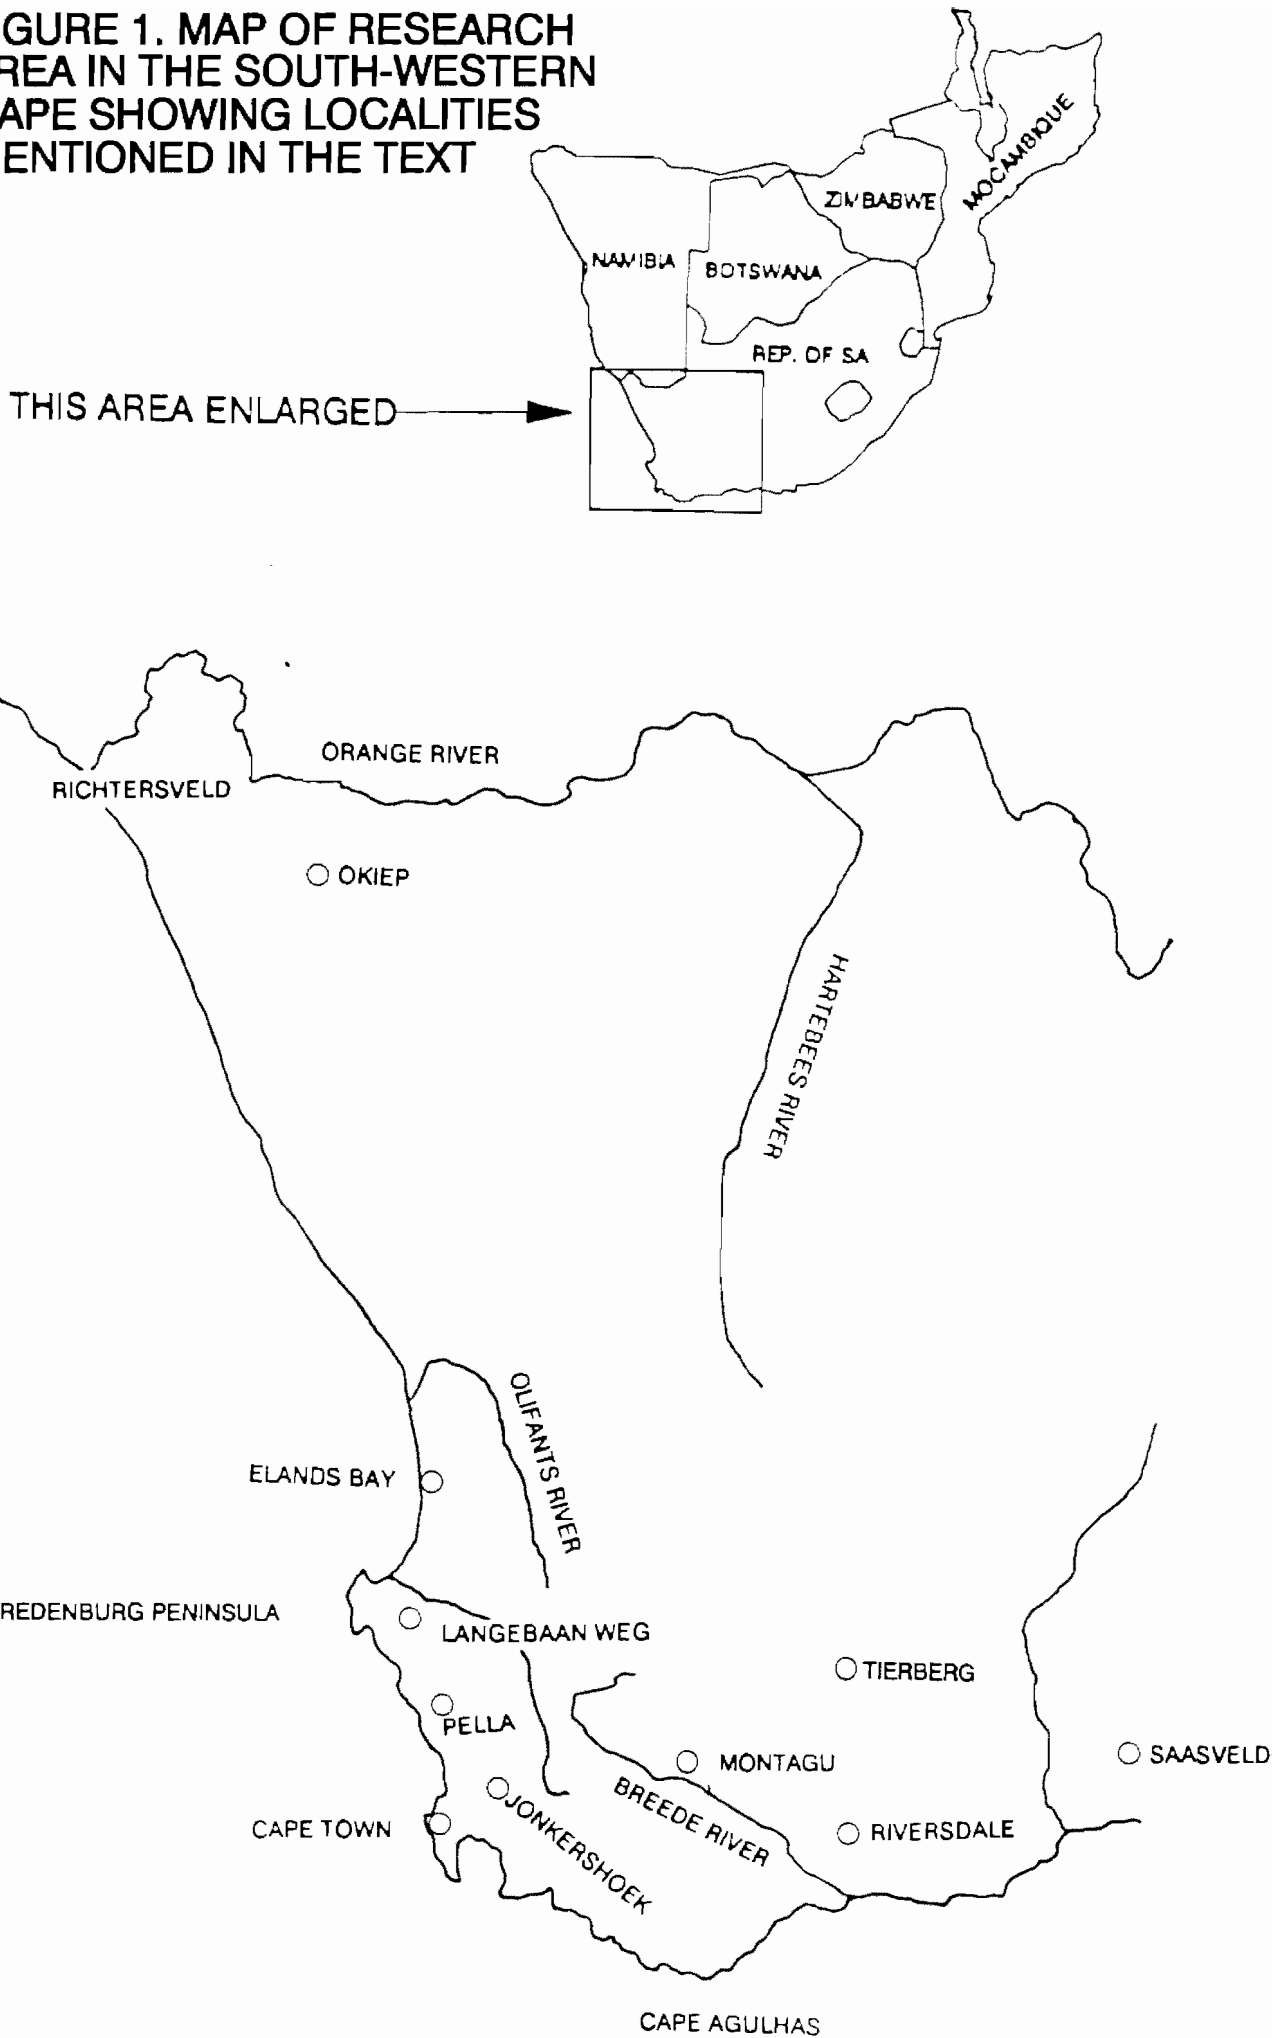 GURE 1. MAP OF RESEARCH
REA IN THE SOUTH-WESTERN
APE SHOWING LOCALITIES
ENTIONED IN THE TEXT
MOCAMBIQUE
ZIMBABWE
NAMIBIA
BOTSWANA
REP. OF SA
THIS AREA ENLARGED
ORANGE RIVER
RICHTERSVELD
OKIEP
HARTEBEES RIVER
OLIFANTS RIVER
ELANDS BAY
REDENBURG PENINSULA
LANGEBAAN WEG
TIERBERG
PELLA
SAASVELD
MONTAGU
BREEDE RIVER
JONKERSHOEK
CAPE TOWN
RIVERSDALE
CAPE AGULHAS